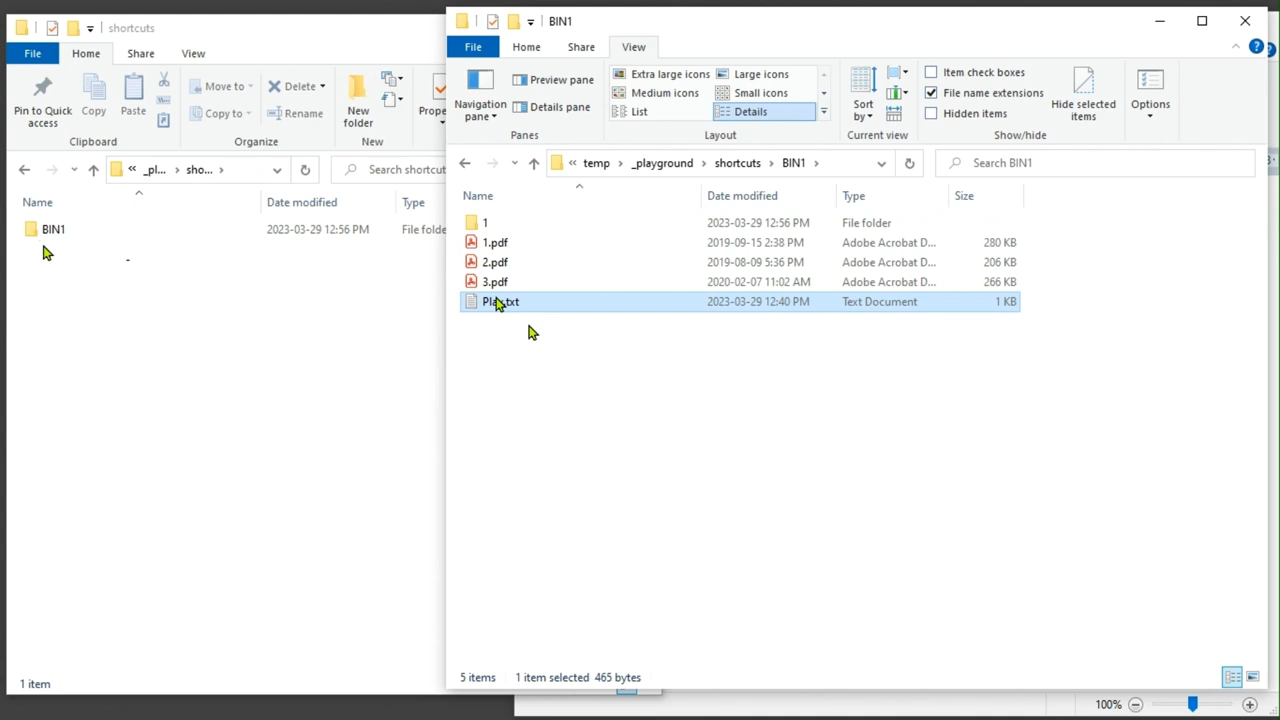 shortcuts
File Home Share View
Pin to Quick access
Copy
Paste
Clipboard
Move to
Copy to
Delete
Rename
Organize
New folder
New
« _pl... › sho... ›
Search shortcut
Name Date modified Type
BIN1 2023-03-29 12:56 PM File folde
1 item
BIN1
File Home Share View
Navigation pane
Preview pane
Details pane
Panes
Extra large icons Large icons
Medium icons Small icons
List Details
Layout
Sort by
Current view
Item check boxes
File name extensions
Hidden items
Hide selected items
Show/hide
Options
« temp › _playground › shortcuts › BIN1 ›
Search BIN1
Name Date modified Type Size
1 2023-03-29 12:56 PM File folder
1.pdf 2019-09-15 2:38 PM Adobe Acrobat D... 280 KB
2.pdf 2019-08-09 5:36 PM Adobe Acrobat D... 206 KB
3.pdf 2020-02-07 11:02 AM Adobe Acrobat D... 266 KB
2023-03-29 12:40 PM Text Document 1 KB
5 items 1 item selected 465 bytes
100%